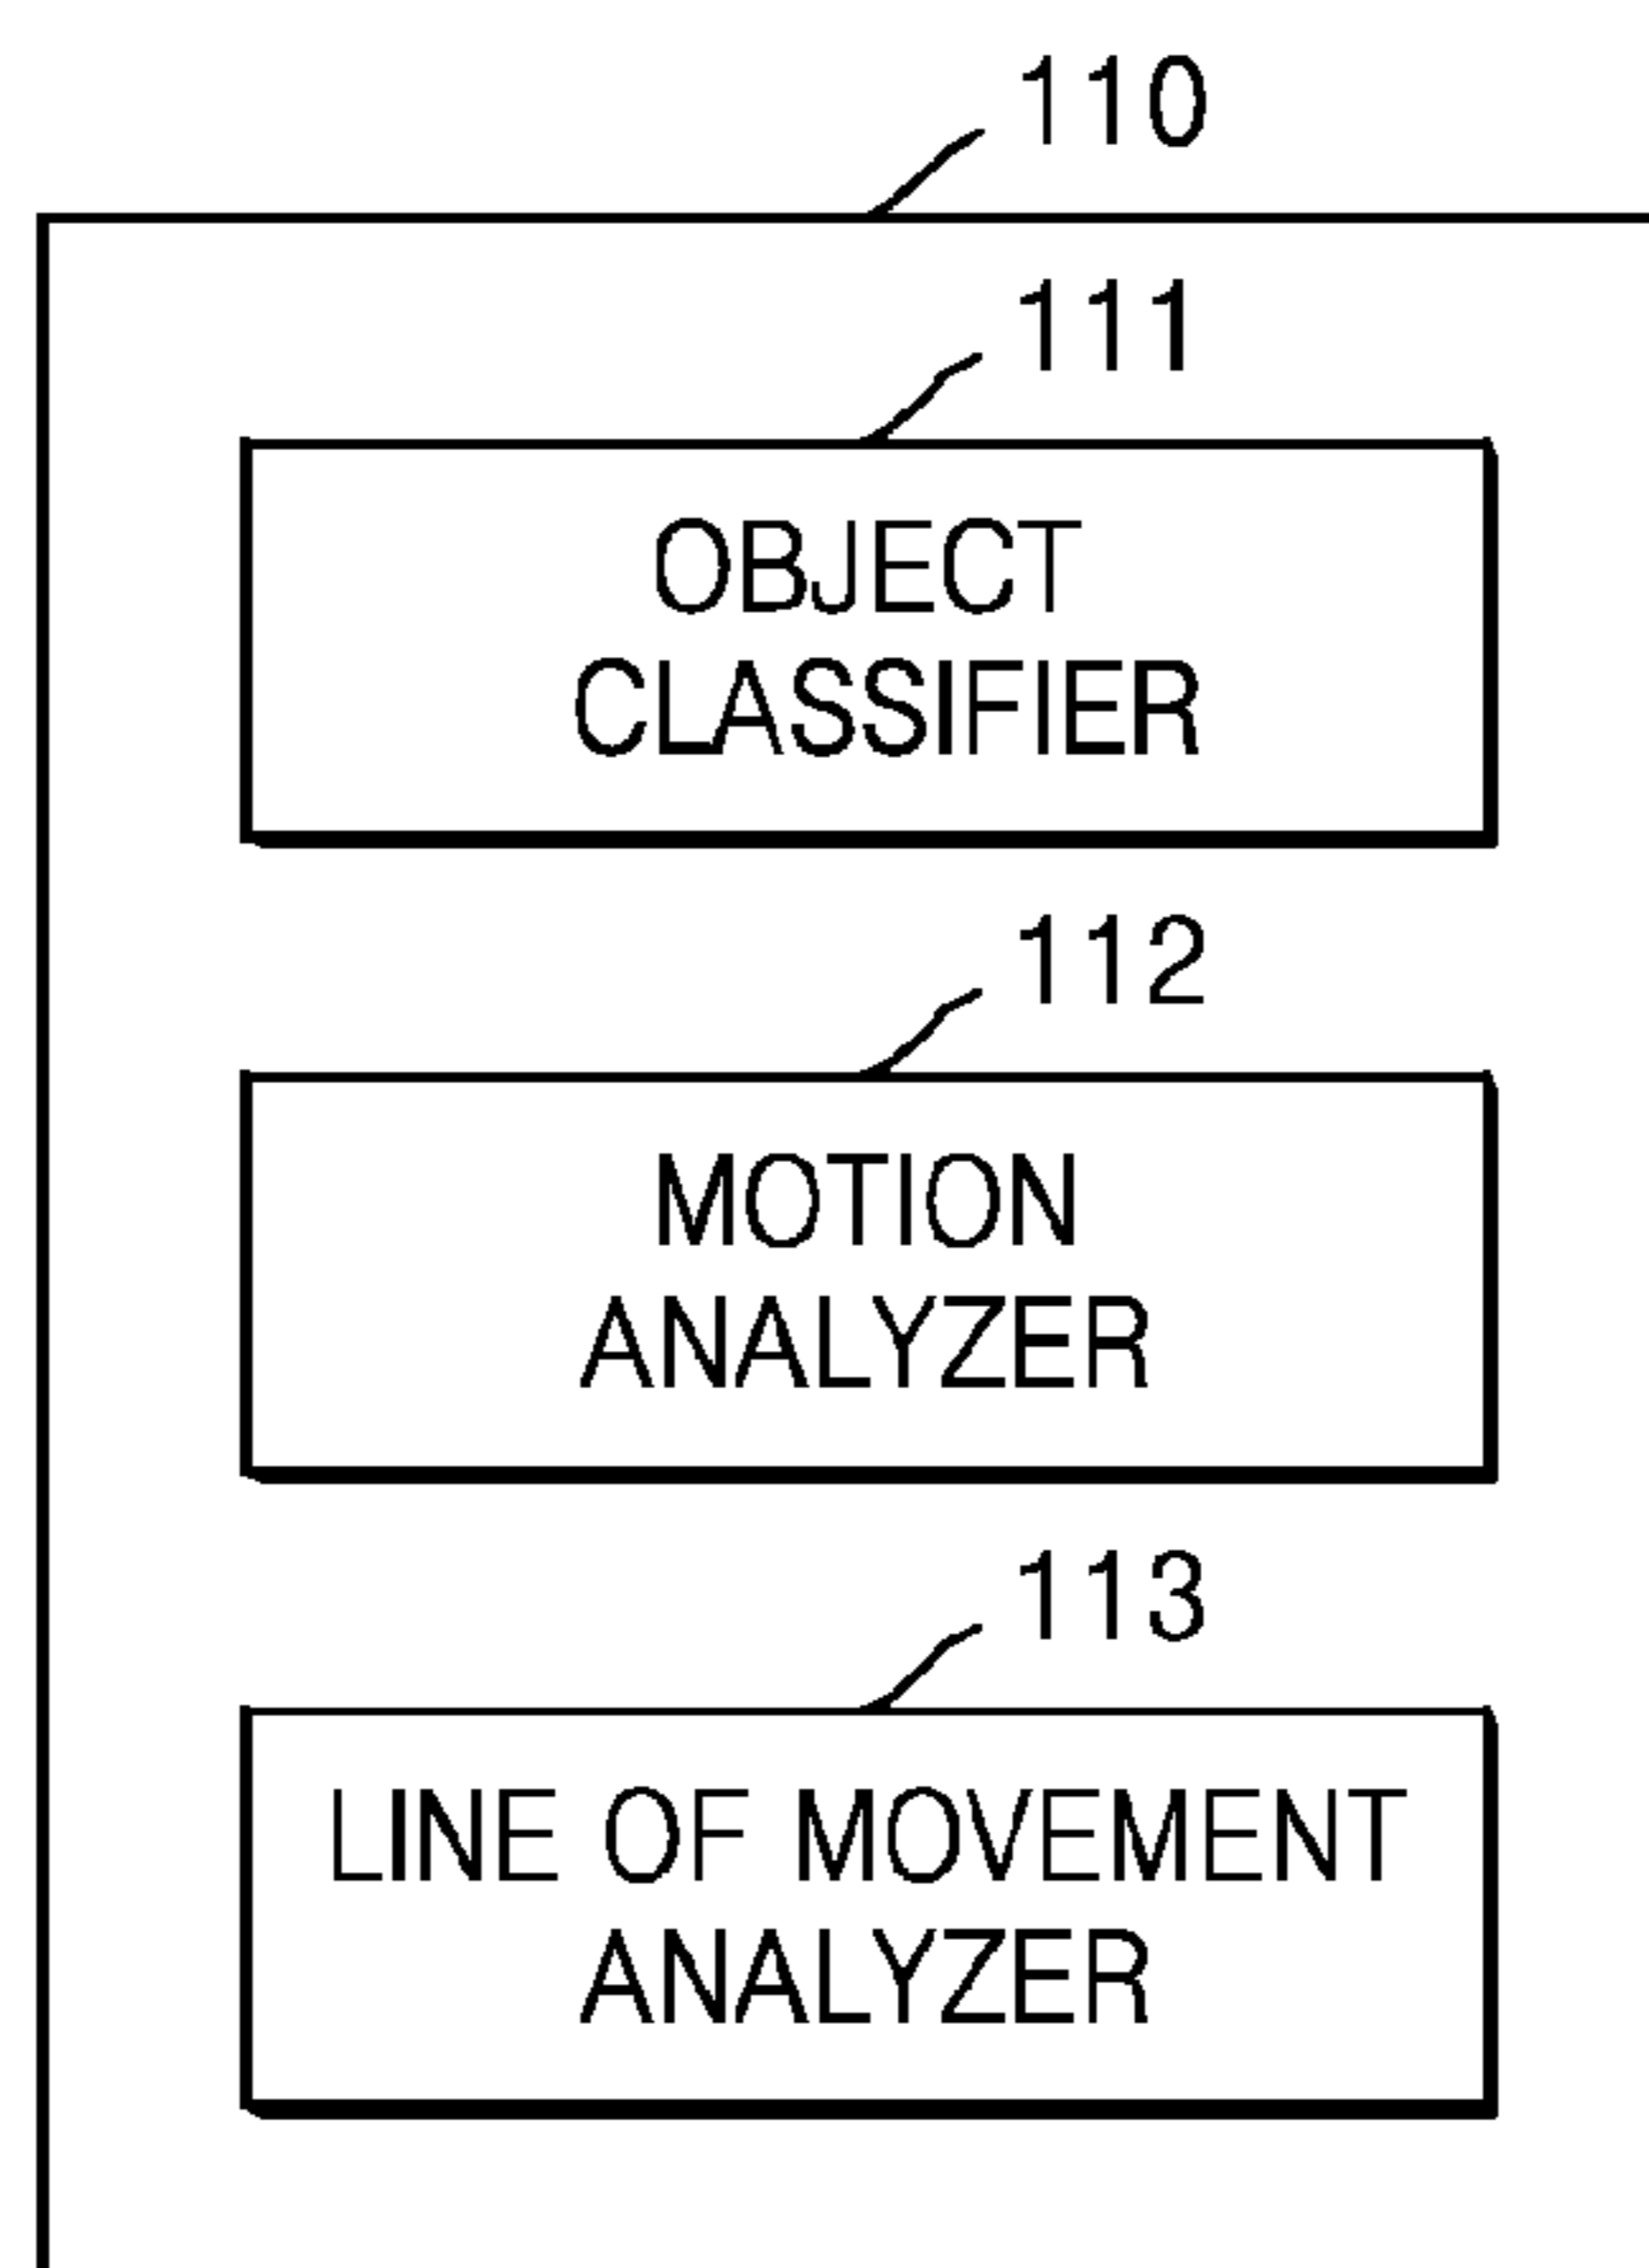 110
111
OBJECT
CLASSIFIER
112
MOTION
ANALYZER
113
LINE OF MOVEMENT
ANALYZER